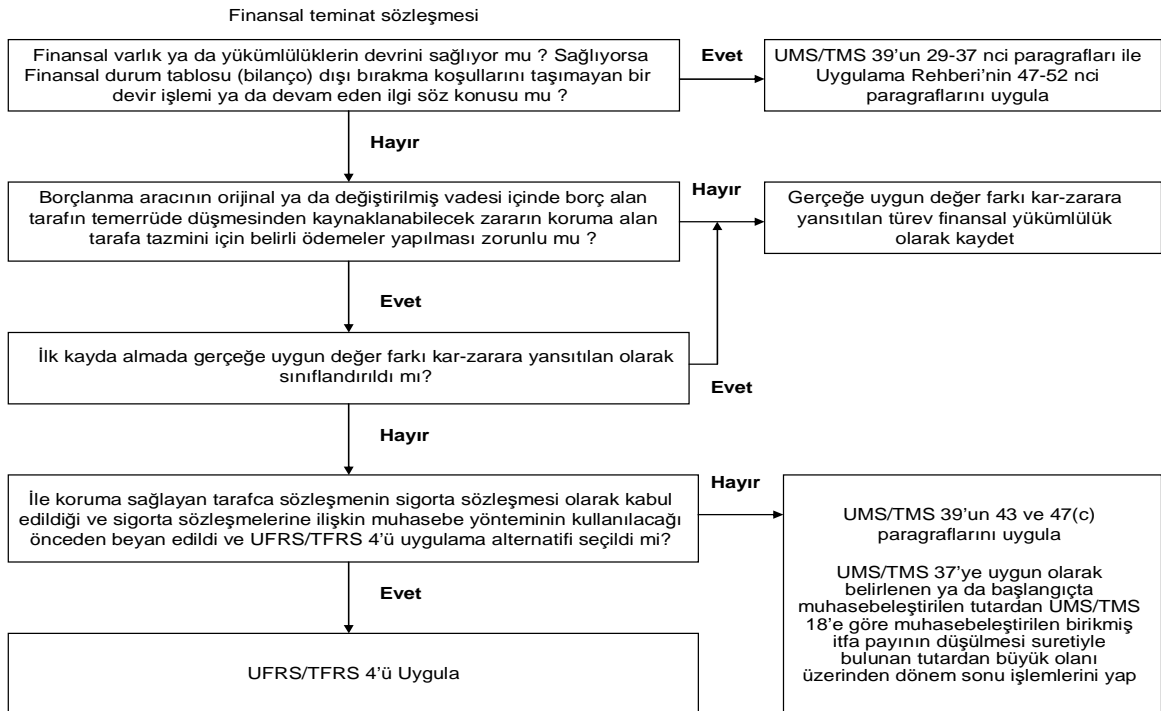 Finansal teminat sözleşmesi
Finansal varlık ya da yükümlülüklerin devrini sağlıyor mu ? Sağlıyorsa
Finansal durum tablosu (bilanço) dışı bırakma koşullarını taşımayan bir
devir işlemi ya da devam eden ilgi söz konusu mu ?
Evet
UMS/TMS 39’un 29-37 nci paragrafları ile
Uygulama Rehberi’nin 47-52 nci
paragraflarını uygula
Hayır
Borçlanma aracının orijinal ya da değiştirilmiş vadesi içinde borç alan
tarafın temerrüde düşmesinden kaynaklanabilecek zararın koruma alan
tarafa tazmini için belirli ödemeler yapılması zorunlu mu ?
Hayır
Gerçeğe uygun değer farkı kar-zarara
yansıtılan türev finansal yükümlülük
olarak kaydet
Evet
İlk kayda almada gerçeğe uygun değer farkı kar-zarara yansıtılan olarak
sınıflandırıldı mı?
Evet
Hayır
İle koruma sağlayan tarafca sözleşmenin sigorta sözleşmesi olarak kabul
edildiği ve sigorta sözleşmelerine ilişkin muhasebe yönteminin kullanılacağı
önceden beyan edildi ve UFRS/TFRS 4’ü uygulama alternatifi seçildi mi?
Hayır
UMS/TMS 39’un 43 ve 47(c)
paragraflarını uygula
UMS/TMS 37’ye uygun olarak
belirlenen ya da başlangıçta
muhasebeleştirilen tutardan UMS/TMS
18’e göre muhasebeleştirilen birikmiş
itfa payının düşülmesi suretiyle
bulunan tutardan büyük olanı
üzerinden dönem sonu işlemlerini yap
Evet
UFRS/TFRS 4’ü Uygula